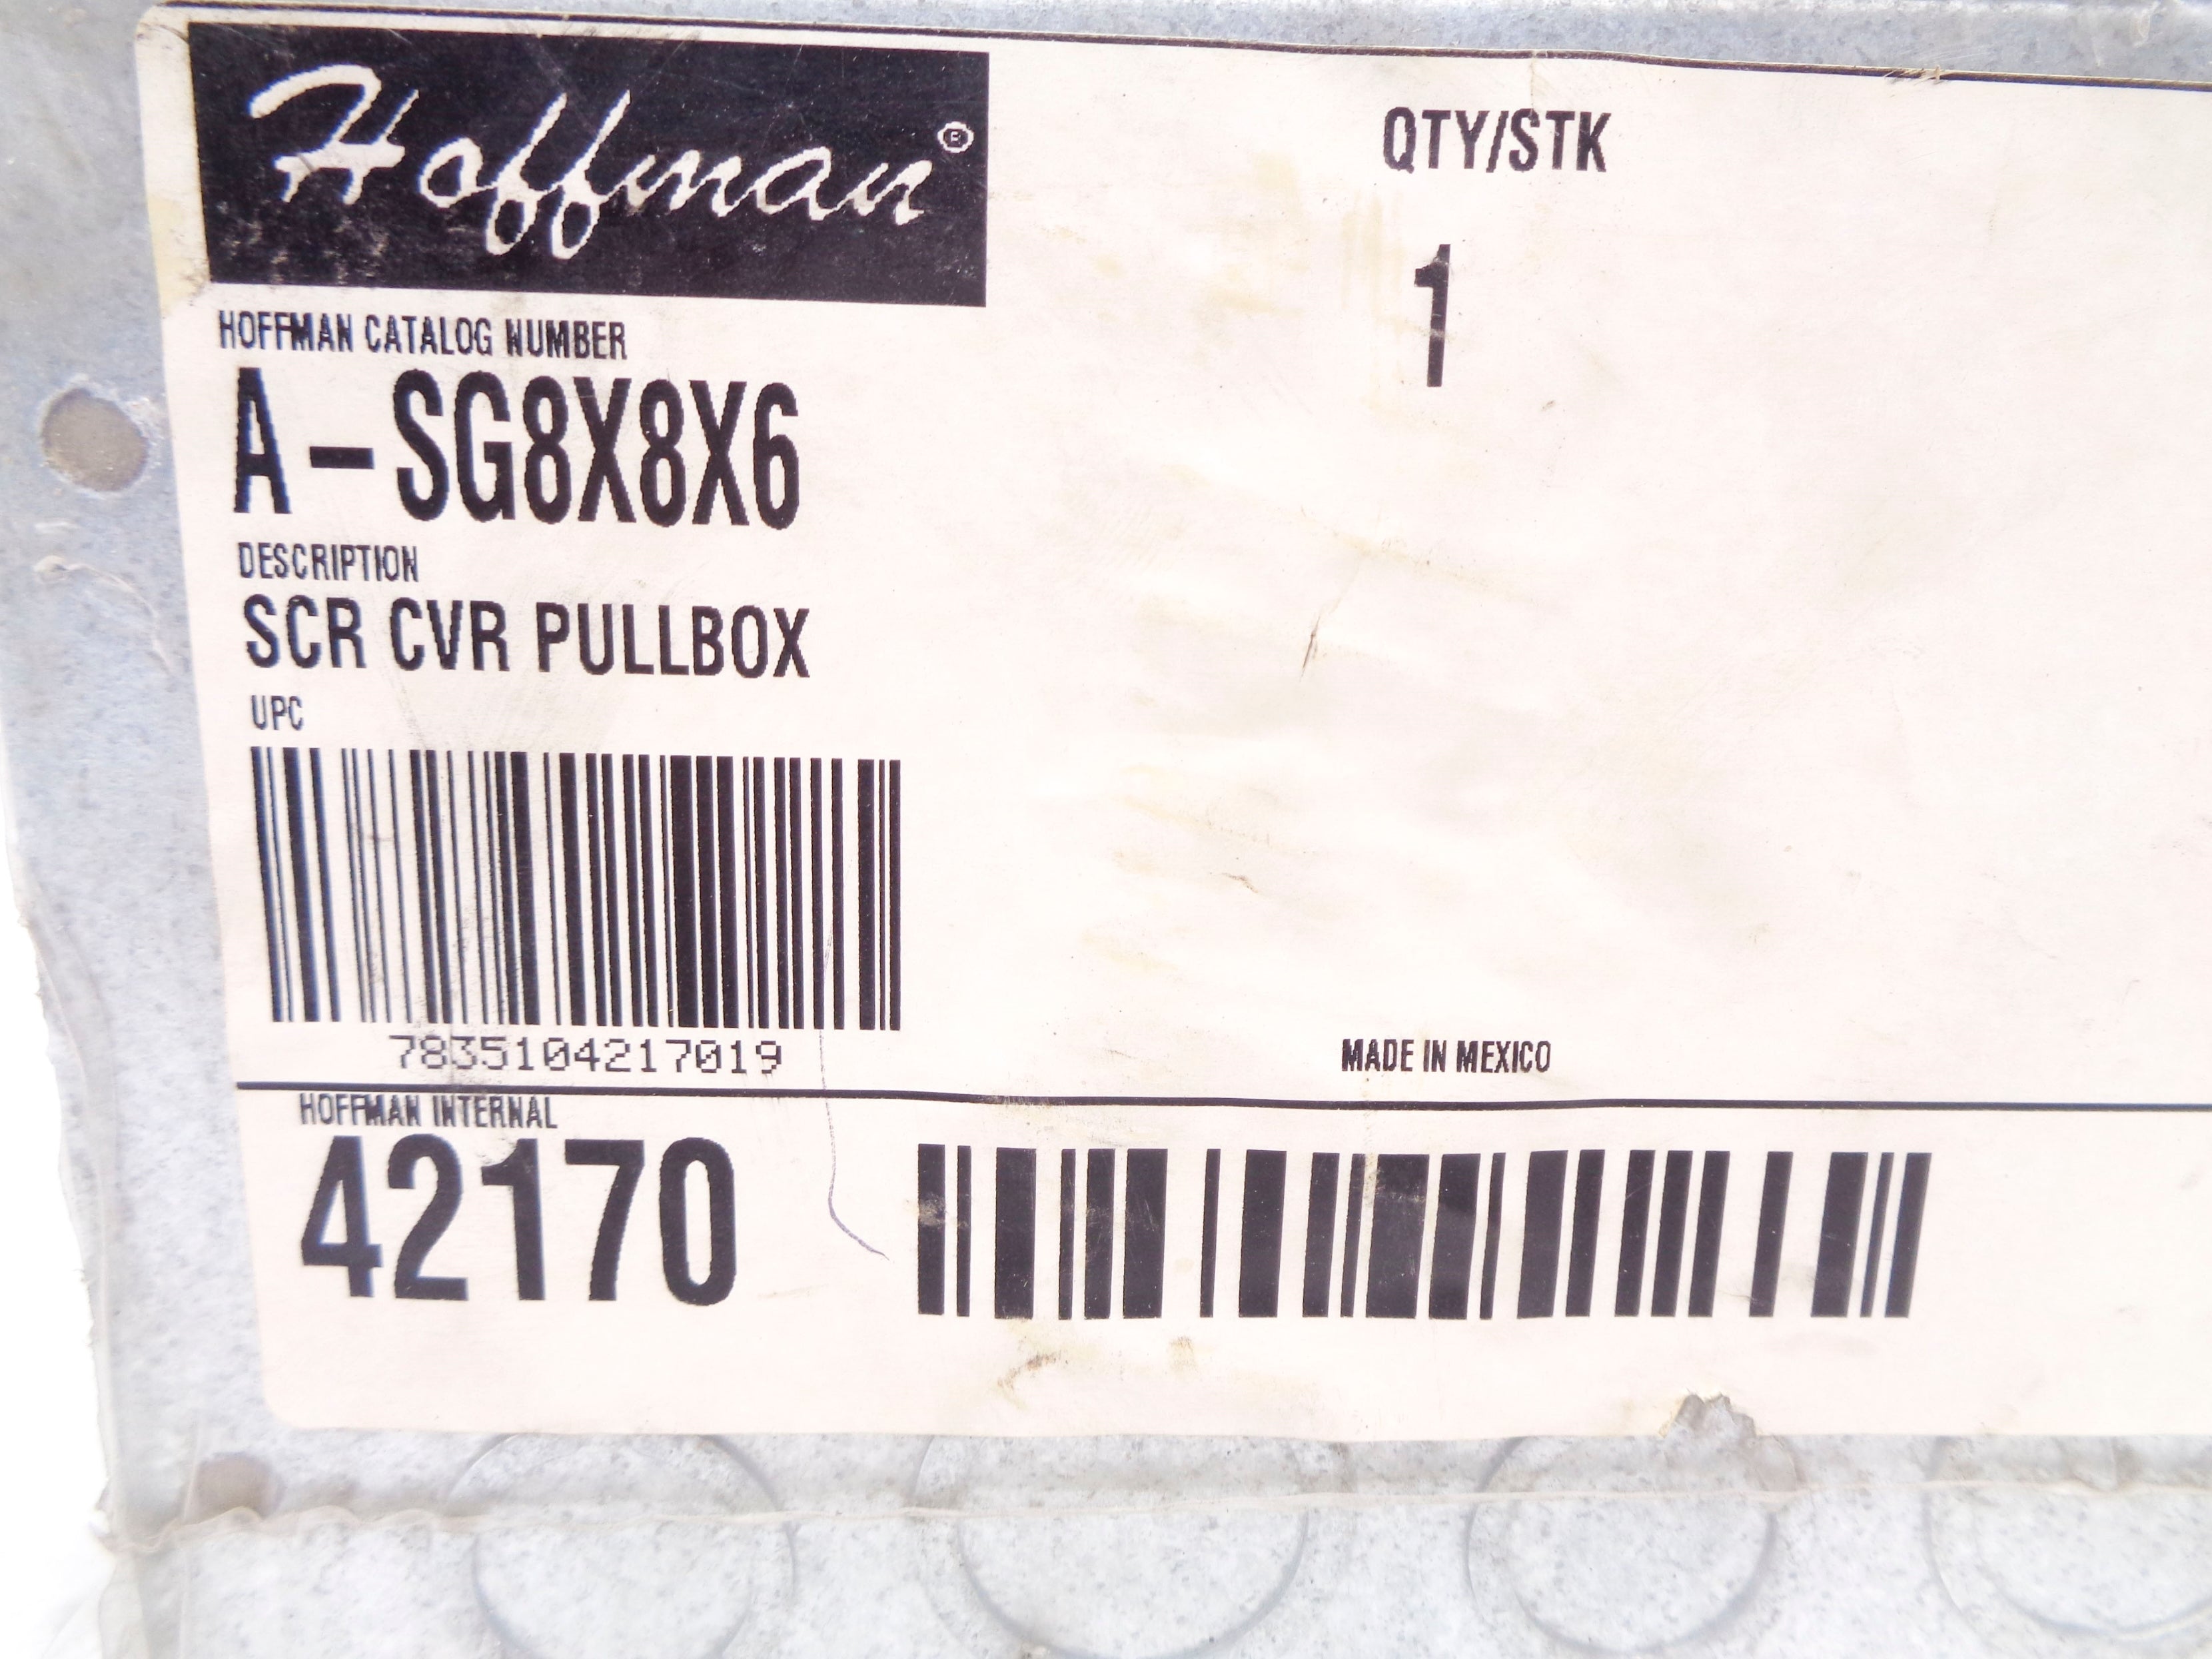 Hoffman®
QTY/STK
1
HOFFMAN CATALOG NUMBER
A-SG8X8X6
DESCRIPTION
SCR CVR PULLBOX
UPC
7835104217019
MADE IN MEXICO
HOFFMAN INTERNAL
42170